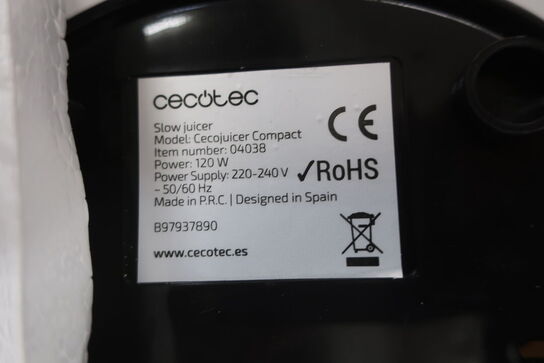 cecotec
Slow juicer
Model: Cecojuicer Compact
Item number: 04038
Power: 120 W
Power Supply: 220-240 V
~ 50/60 Hz
Made in P.R.C. | Designed in Spain
B97937890
www.cecotec.es
CE
✓RoHS